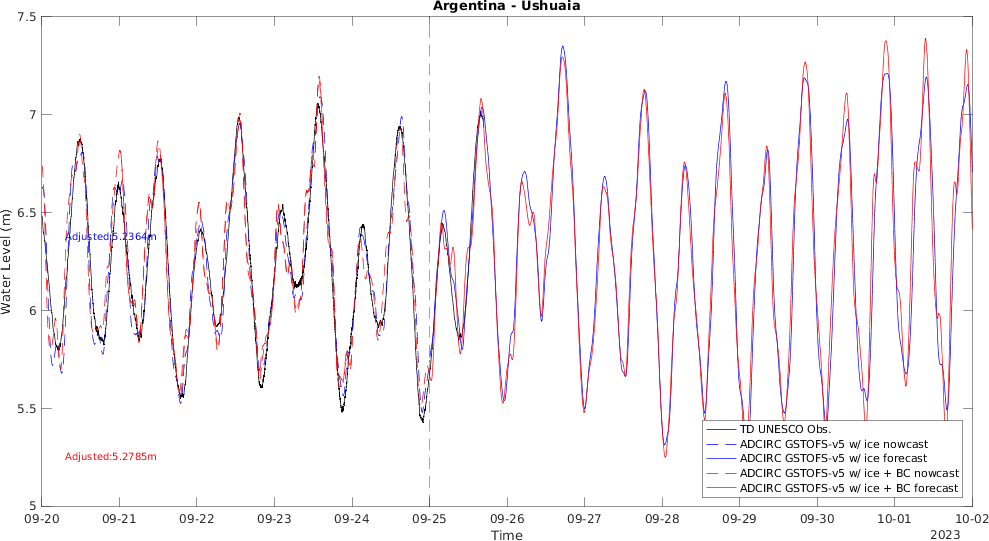 Argentina - Ushuaia
7.5
7
6.5
6
5.5
5
Water Level (m)
Adjusted:5.2364m
Adjusted:5.2785m
TD UNESCO Obs.
ADCIRC GSTOFS-v5 w/ ice nowcast
ADCIRC GSTOFS-v5 w/ ice forecast
ADCIRC GSTOFS-v5 w/ ice + BC nowcast
ADCIRC GSTOFS-v5 w/ ice + BC forecast
09-20 09-21 09-22 09-23 09-24 09-25 09-26 09-27 09-28 09-29 09-30 10-01 10-02
Time
2023